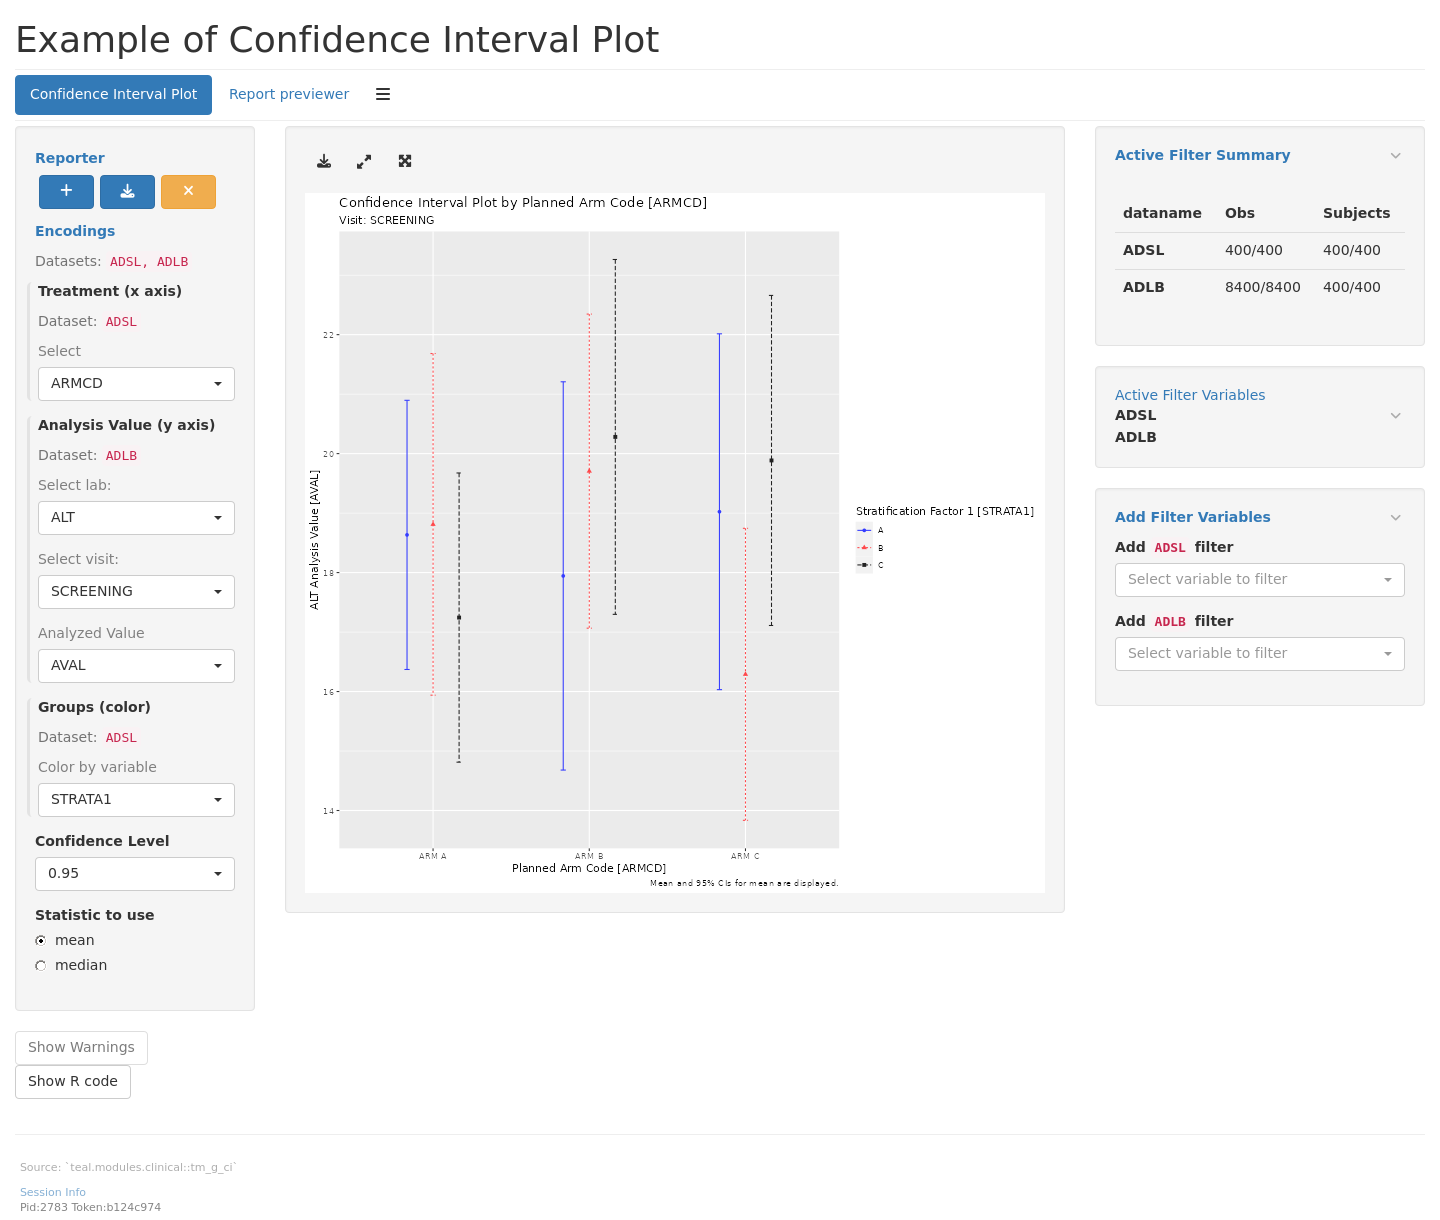 Example of Confidence Interval Plot
Confidence Interval Plot
Report previewer
Reporter
Encodings
Datasets: ADSL, ADLB
Treatment (x axis)
Dataset: ADSL
Select
ARMCD
Analysis Value (y axis)
Dataset: ADLB
Select lab:
ALT
Select visit:
SCREENING
Analyzed Value
AVAL
Groups (color)
Dataset: ADSL
Color by variable
STRATA1
Confidence Level
0.95
Statistic to use
mean
median
Show Warnings
Show R code
Confidence Interval Plot by Planned Arm Code [ARMCD]
Visit: SCREENING
ALT Analysis Value [AVAL]
22
20
18
16
14
ARM A
ARM B
ARM C
Planned Arm Code [ARMCD]
Mean and 95% CIs for mean are displayed.
Stratification Factor 1 [STRATA1]
A
B
C
Active Filter Summary
dataname Obs Subjects
ADSL 400/400 400/400
ADLB 8400/8400 400/400
Active Filter Variables
ADSL
ADLB
Add Filter Variables
Add ADSL filter
Select variable to filter
Add ADLB filter
Select variable to filter
Source: `teal.modules.clinical::tm_g_ci`
Session Info
Pid:2783 Token:b124c974